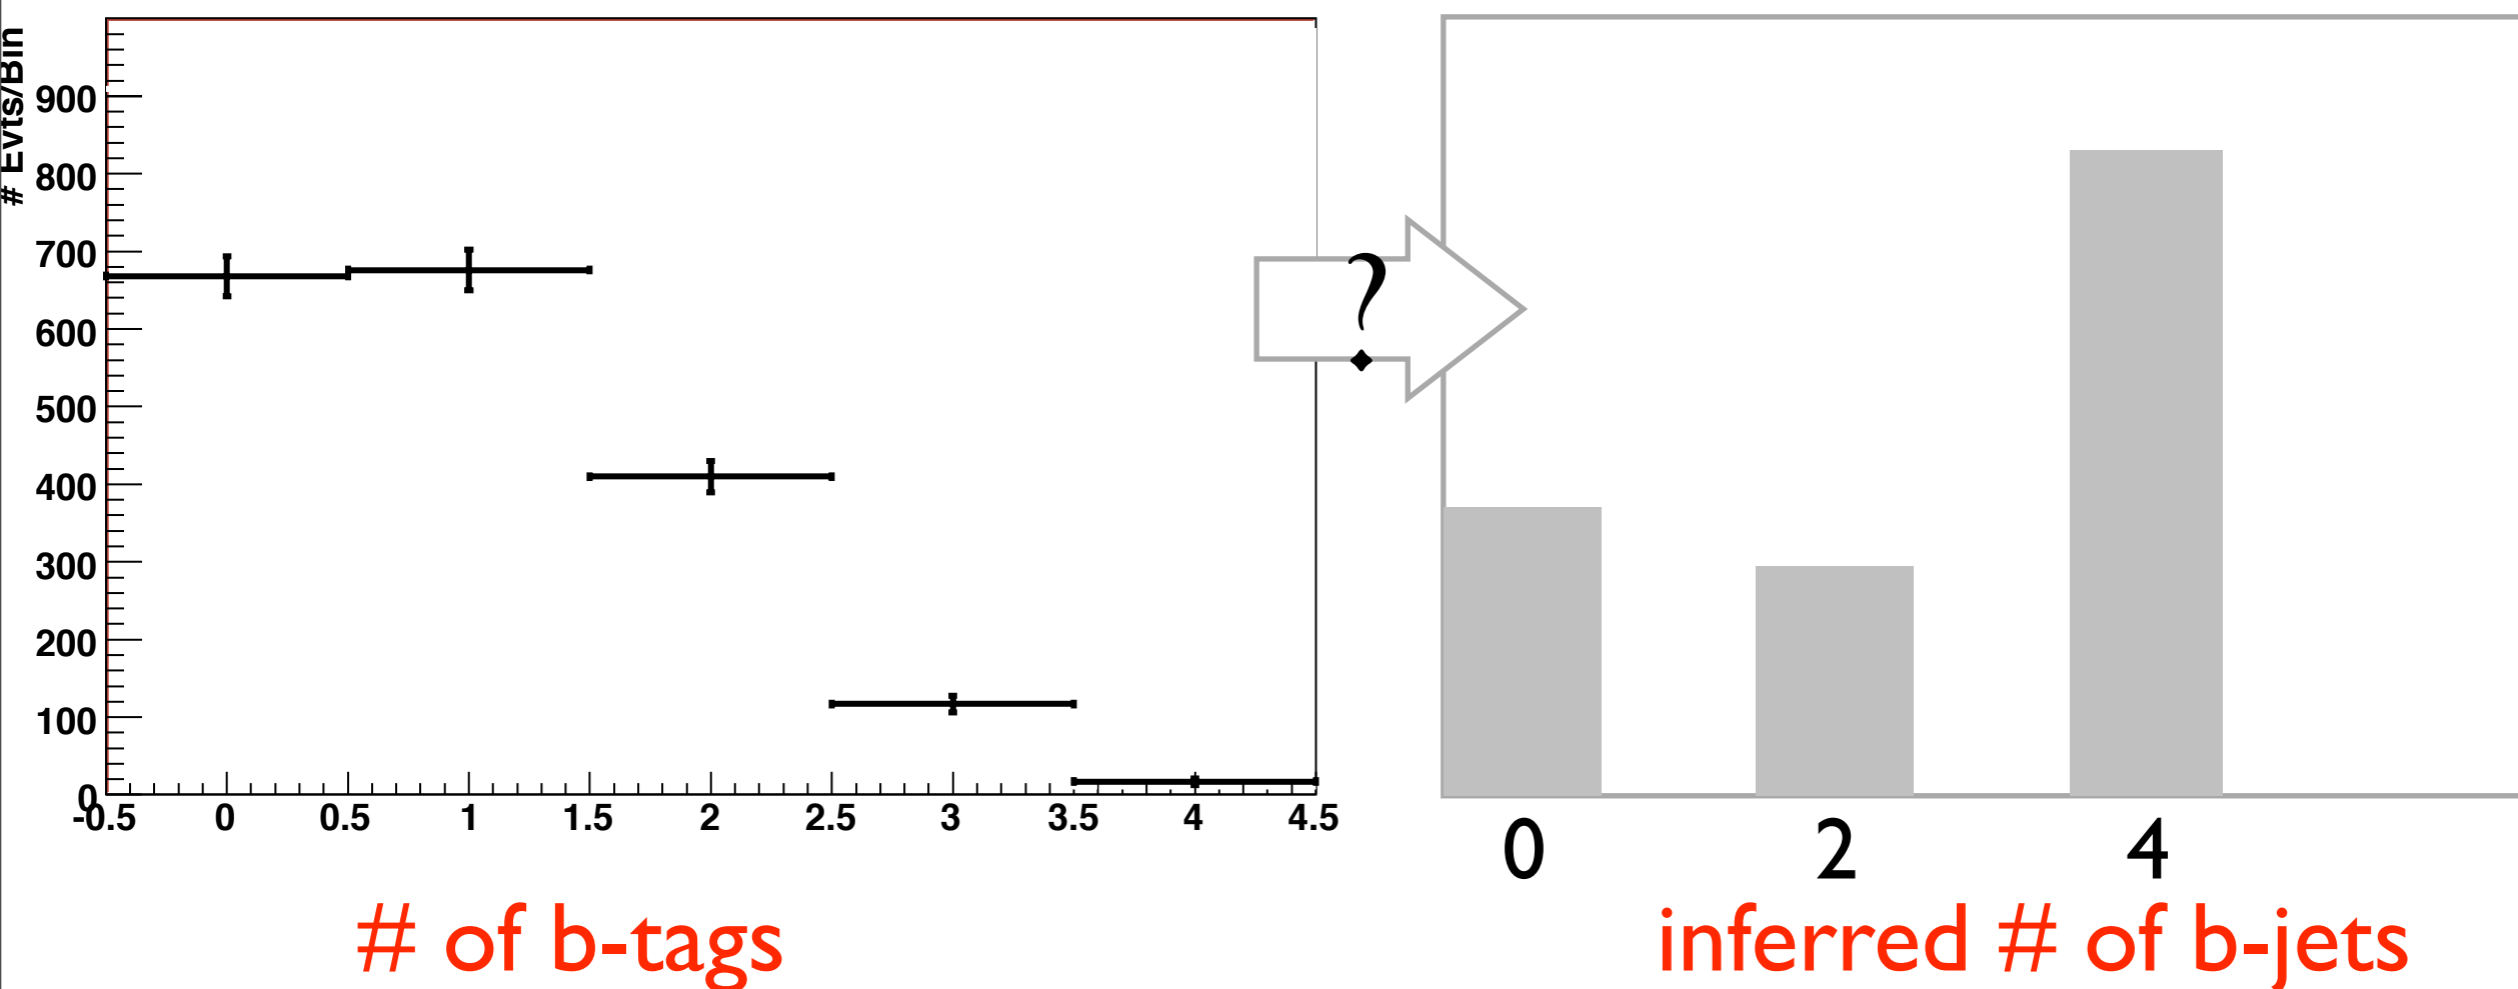 # Evts/Bin
900
800
700
600
500
400
300
200
100
0
-0.5 0 0.5 1 1.5 2 2.5 3 3.5 4 4.5
# of b-tags
?
0 2 4
inferred # of b-jets